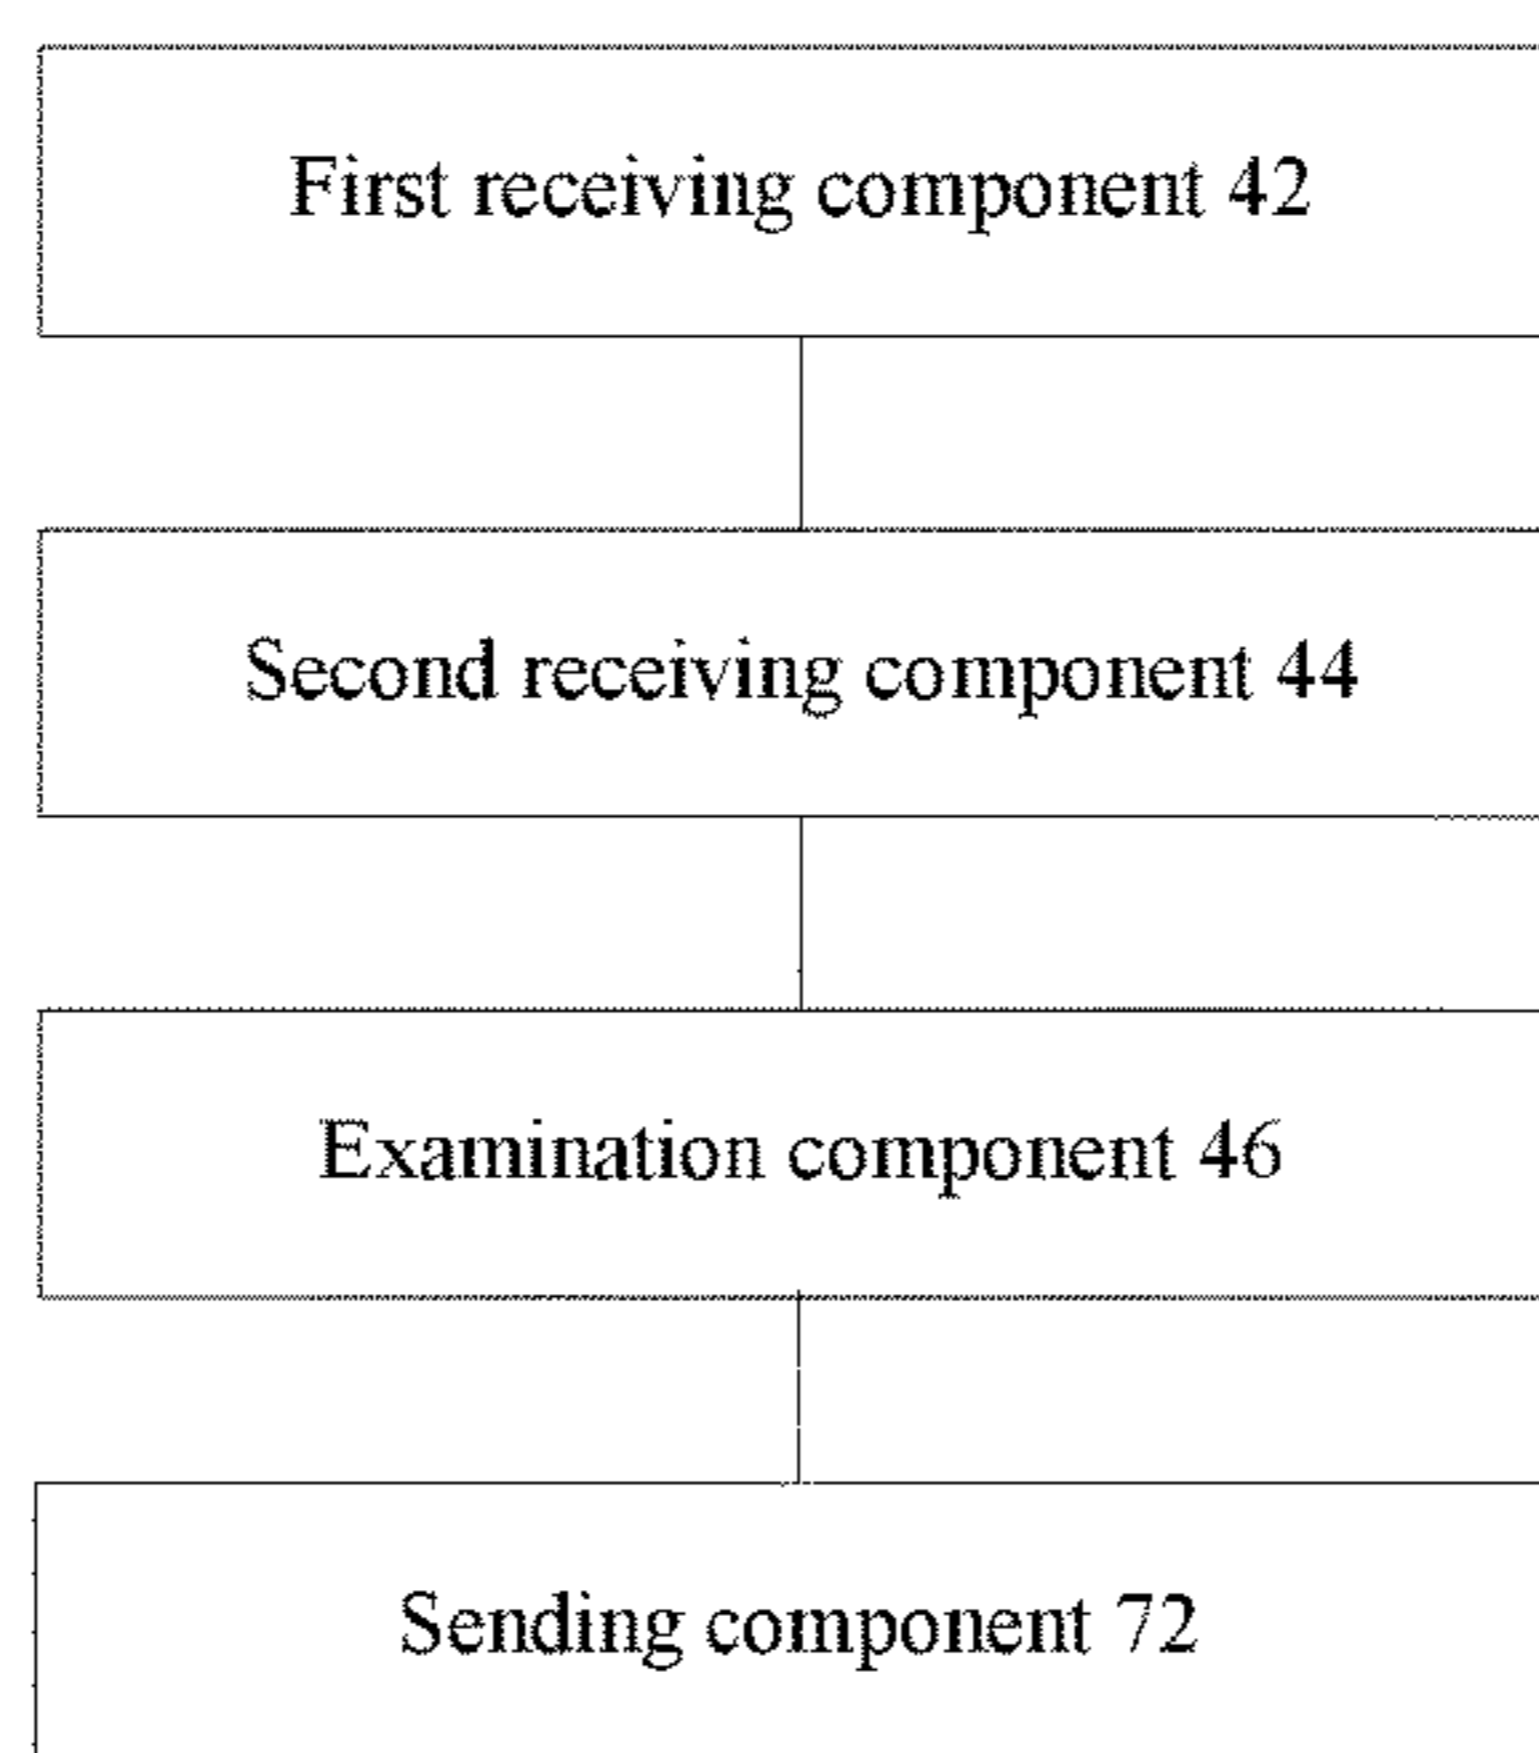 First receiving component 42
Second receiving component 44
Examination component 46
Sending component 72